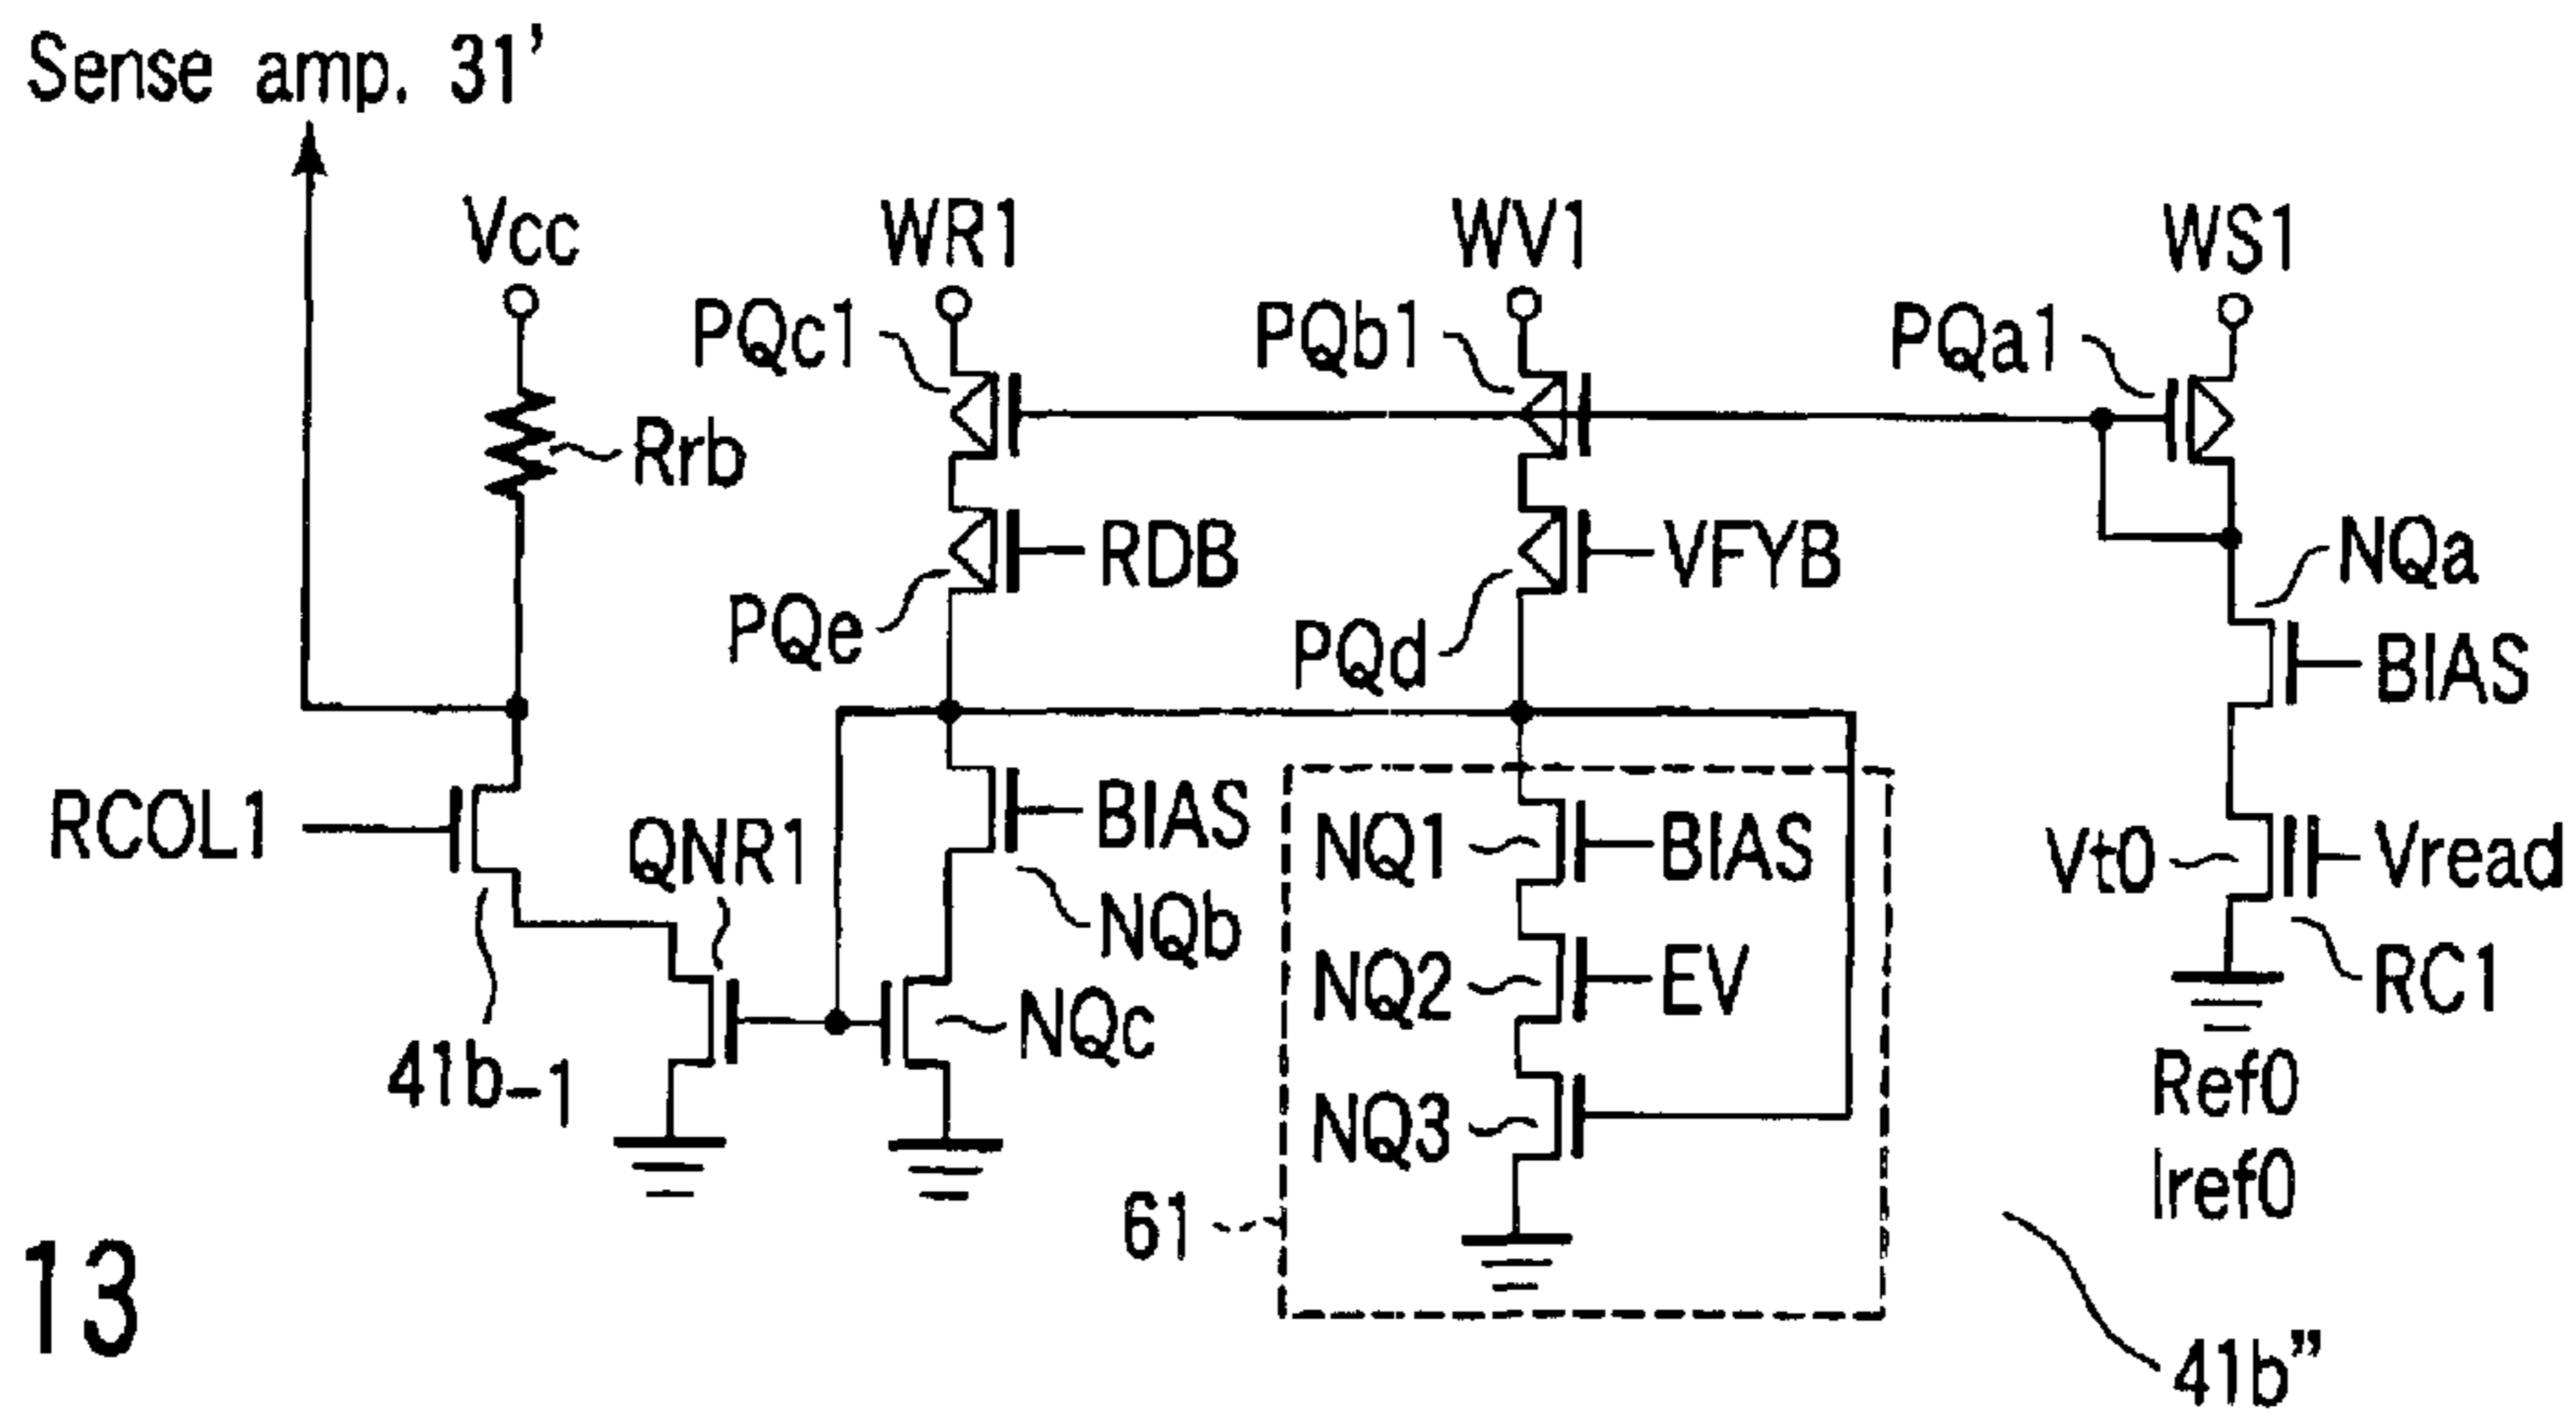 Sense amp. 31'
Vcc
WR1
WV1
WS1
PQc1
PQb1
PQa1
Rrb
RDB
VFYB
NQa
PQe
PQd
BIAS
RCOL1
QNR1
BIAS
NQ1
BIAS
Vt0
Vread
NQb
NQ2
EV
RC1
41b-1
NQc
NQ3
Ref0
Iref0
61
13
41b"